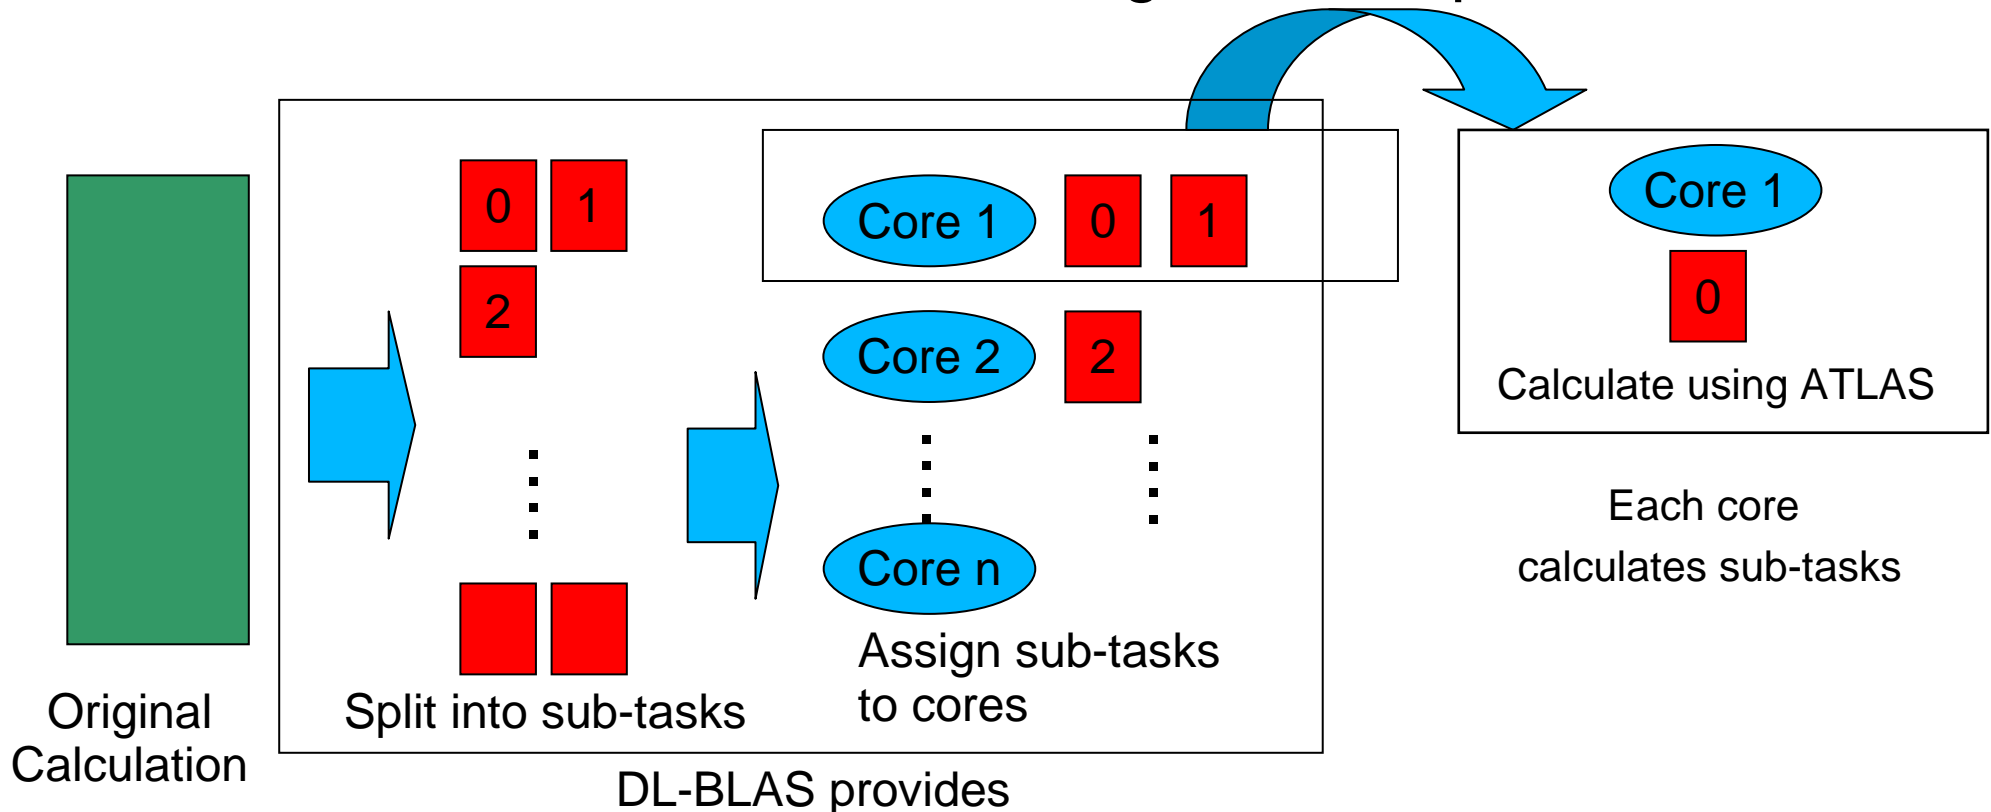 0 1
2
Core 1 0 1
Core 2 2
Core n
Core 1
0
Calculate using ATLAS
Each core
calculates sub-tasks
Assign sub-tasks
to cores
Split into sub-tasks
Original
Calculation
DL-BLAS provides